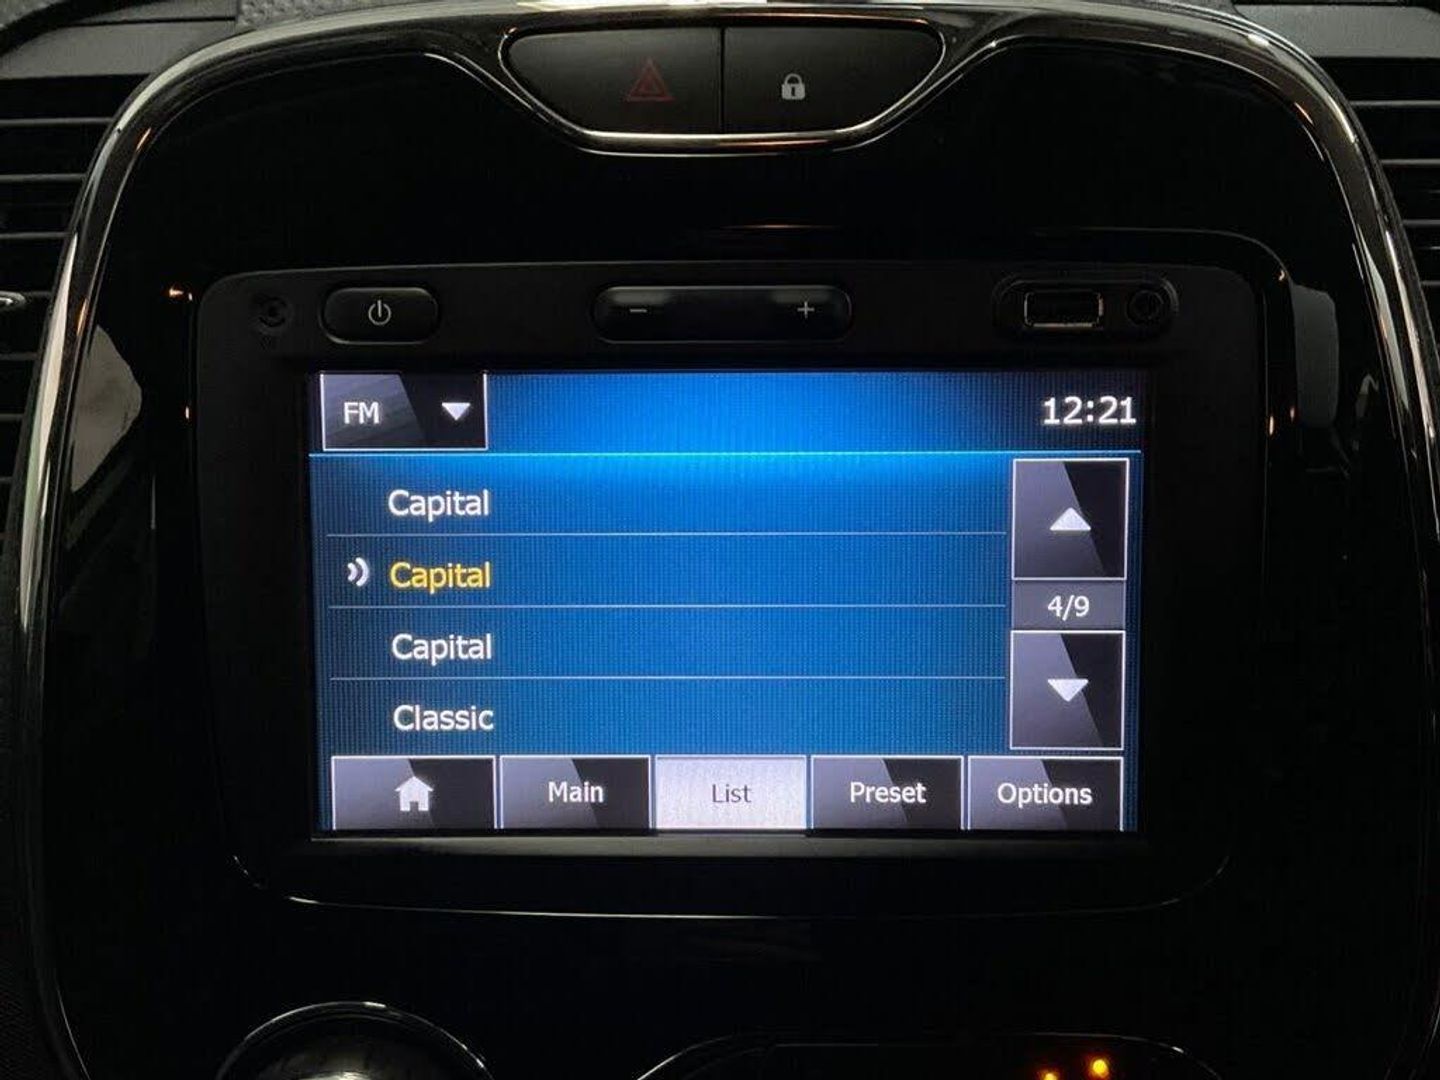 FM
12:21
Capital
Capital
4/9
Capital
Classic
Main
List
Preset
Options